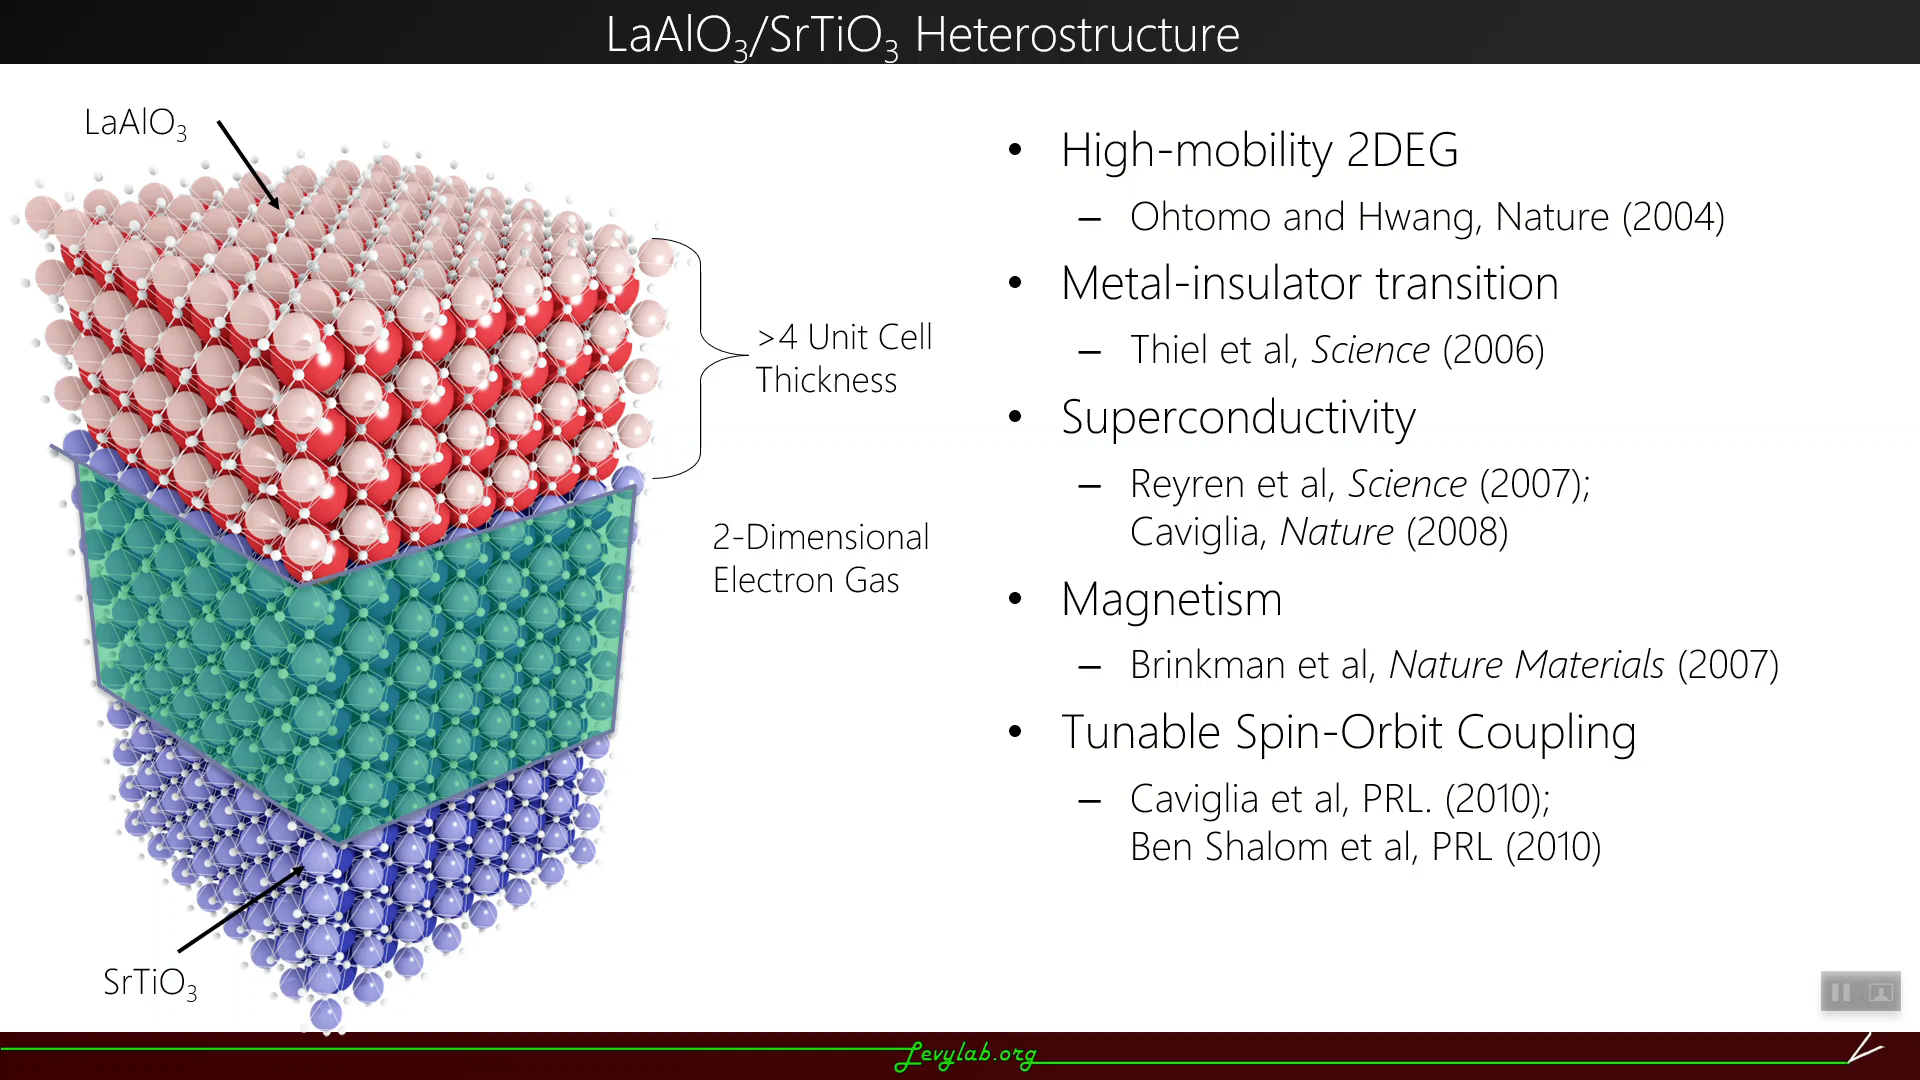 LaAlO₃/SrTiO₃ Heterostructure
LaAlO₃
>4 Unit Cell
Thickness
2-Dimensional
Electron Gas
SrTiO₃
• High-mobility 2DEG
– Ohtomo and Hwang, Nature (2004)
• Metal-insulator transition
– Thiel et al, Science (2006)
• Superconductivity
– Reyren et al, Science (2007);
Caviglia, Nature (2008)
• Magnetism
– Brinkman et al, Nature Materials (2007)
• Tunable Spin-Orbit Coupling
– Caviglia et al, PRL. (2010);
Ben Shalom et al, PRL (2010)
Levylab.org